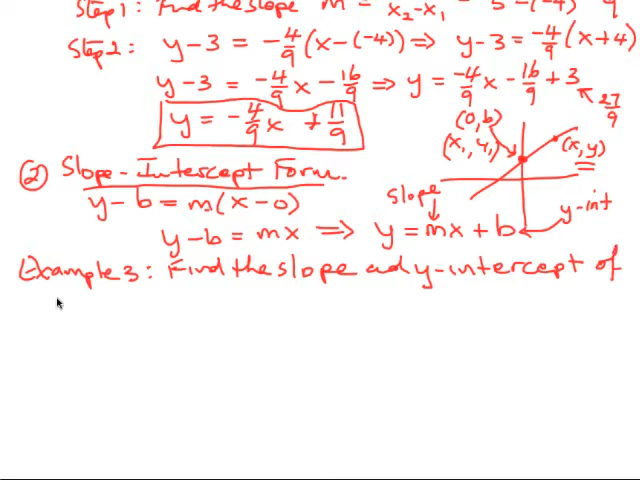 Step 1: Find the slope m = x₂-x₁ 5-(-4) 9
Step 2: y-3 = -4/9(x-(-4)) ⇒ y-3 = -4/9(x+4)
y-3 = -4/9x - 16/9 ⇒ y = -4/9x - 16/9 + 3
27/9
y = -4/9x + 11/9
(0,b)
(x₁,y₁)
(x,y)
② Slope-Intercept Form.
y-b = m(x-0)
slope
y-int
y-b = mx ⇒ y = mx + b
Example 3: Find the slope ad y-intercept of